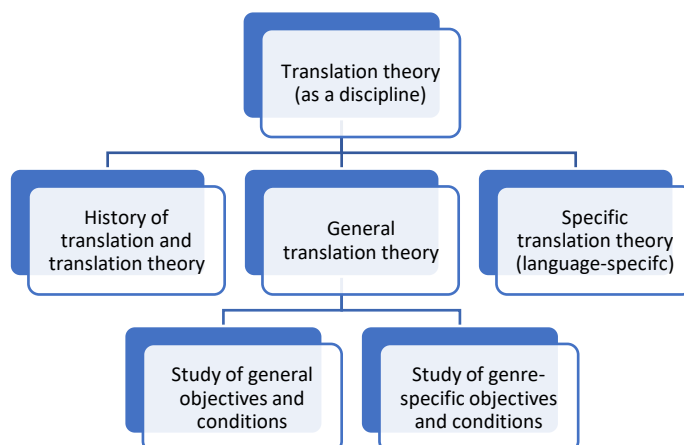 Translation theory
(as a discipline)
History of
translation and
translation theory
General
translation theory
Specific
translation theory
(language-specifc)
Study of general
objectives and
conditions
Study of genre-
specific objectives
and conditions